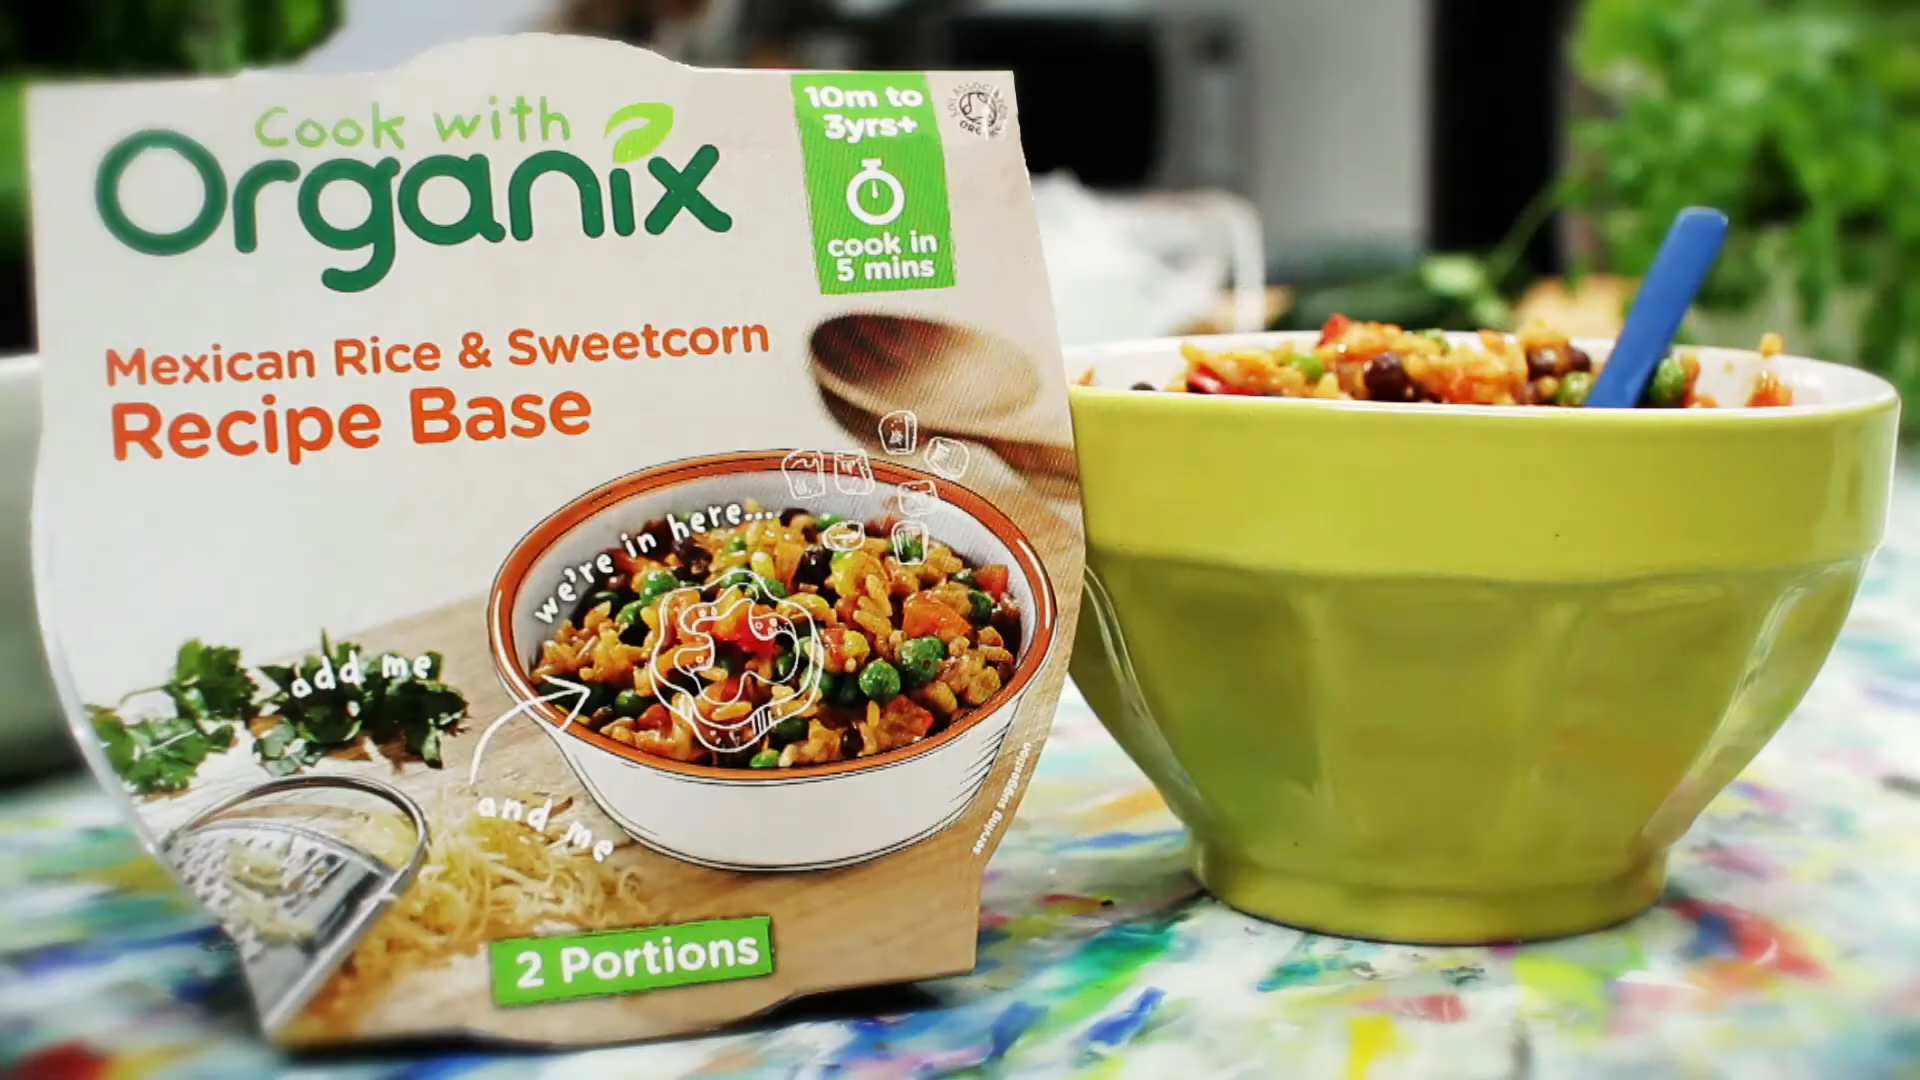 Cook with
Organix
10m to
3yrs+
cook in
5 mins
Mexican Rice & Sweetcorn
Recipe Base
we're in here...
add me
and me
serving suggestion
2 Portions